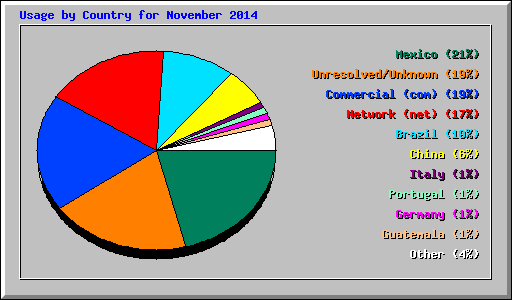 Usage by Country for November 2014
Mexico (21%)
Unresolved/Unknown (19%)
Commercial (com) (19%)
Network (net) (17%)
Brazil (10%)
China (6%)
Italy (1%)
Portugal (1%)
Germany (1%)
Guatemala (1%)
Other (4%)